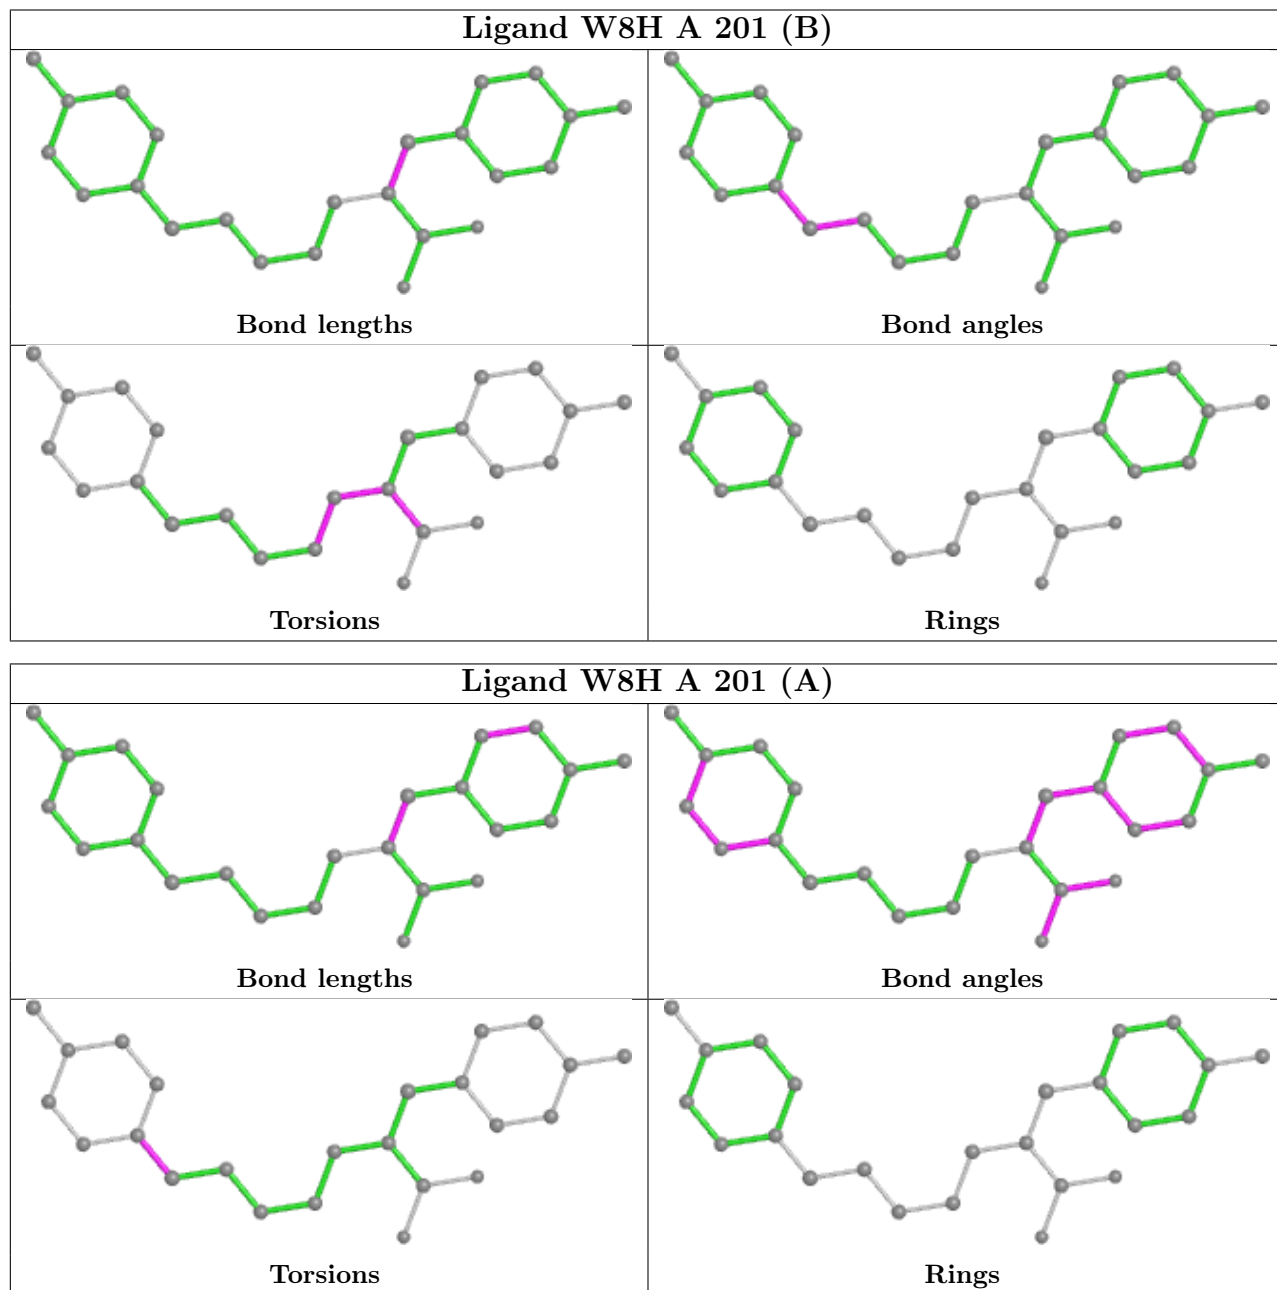 Ligand W8H A 201 (B)
Bond lengths
Bond angles
Torsions
Rings
Ligand W8H A 201 (A)
Bond lengths
Bond angles
Torsions
Rings